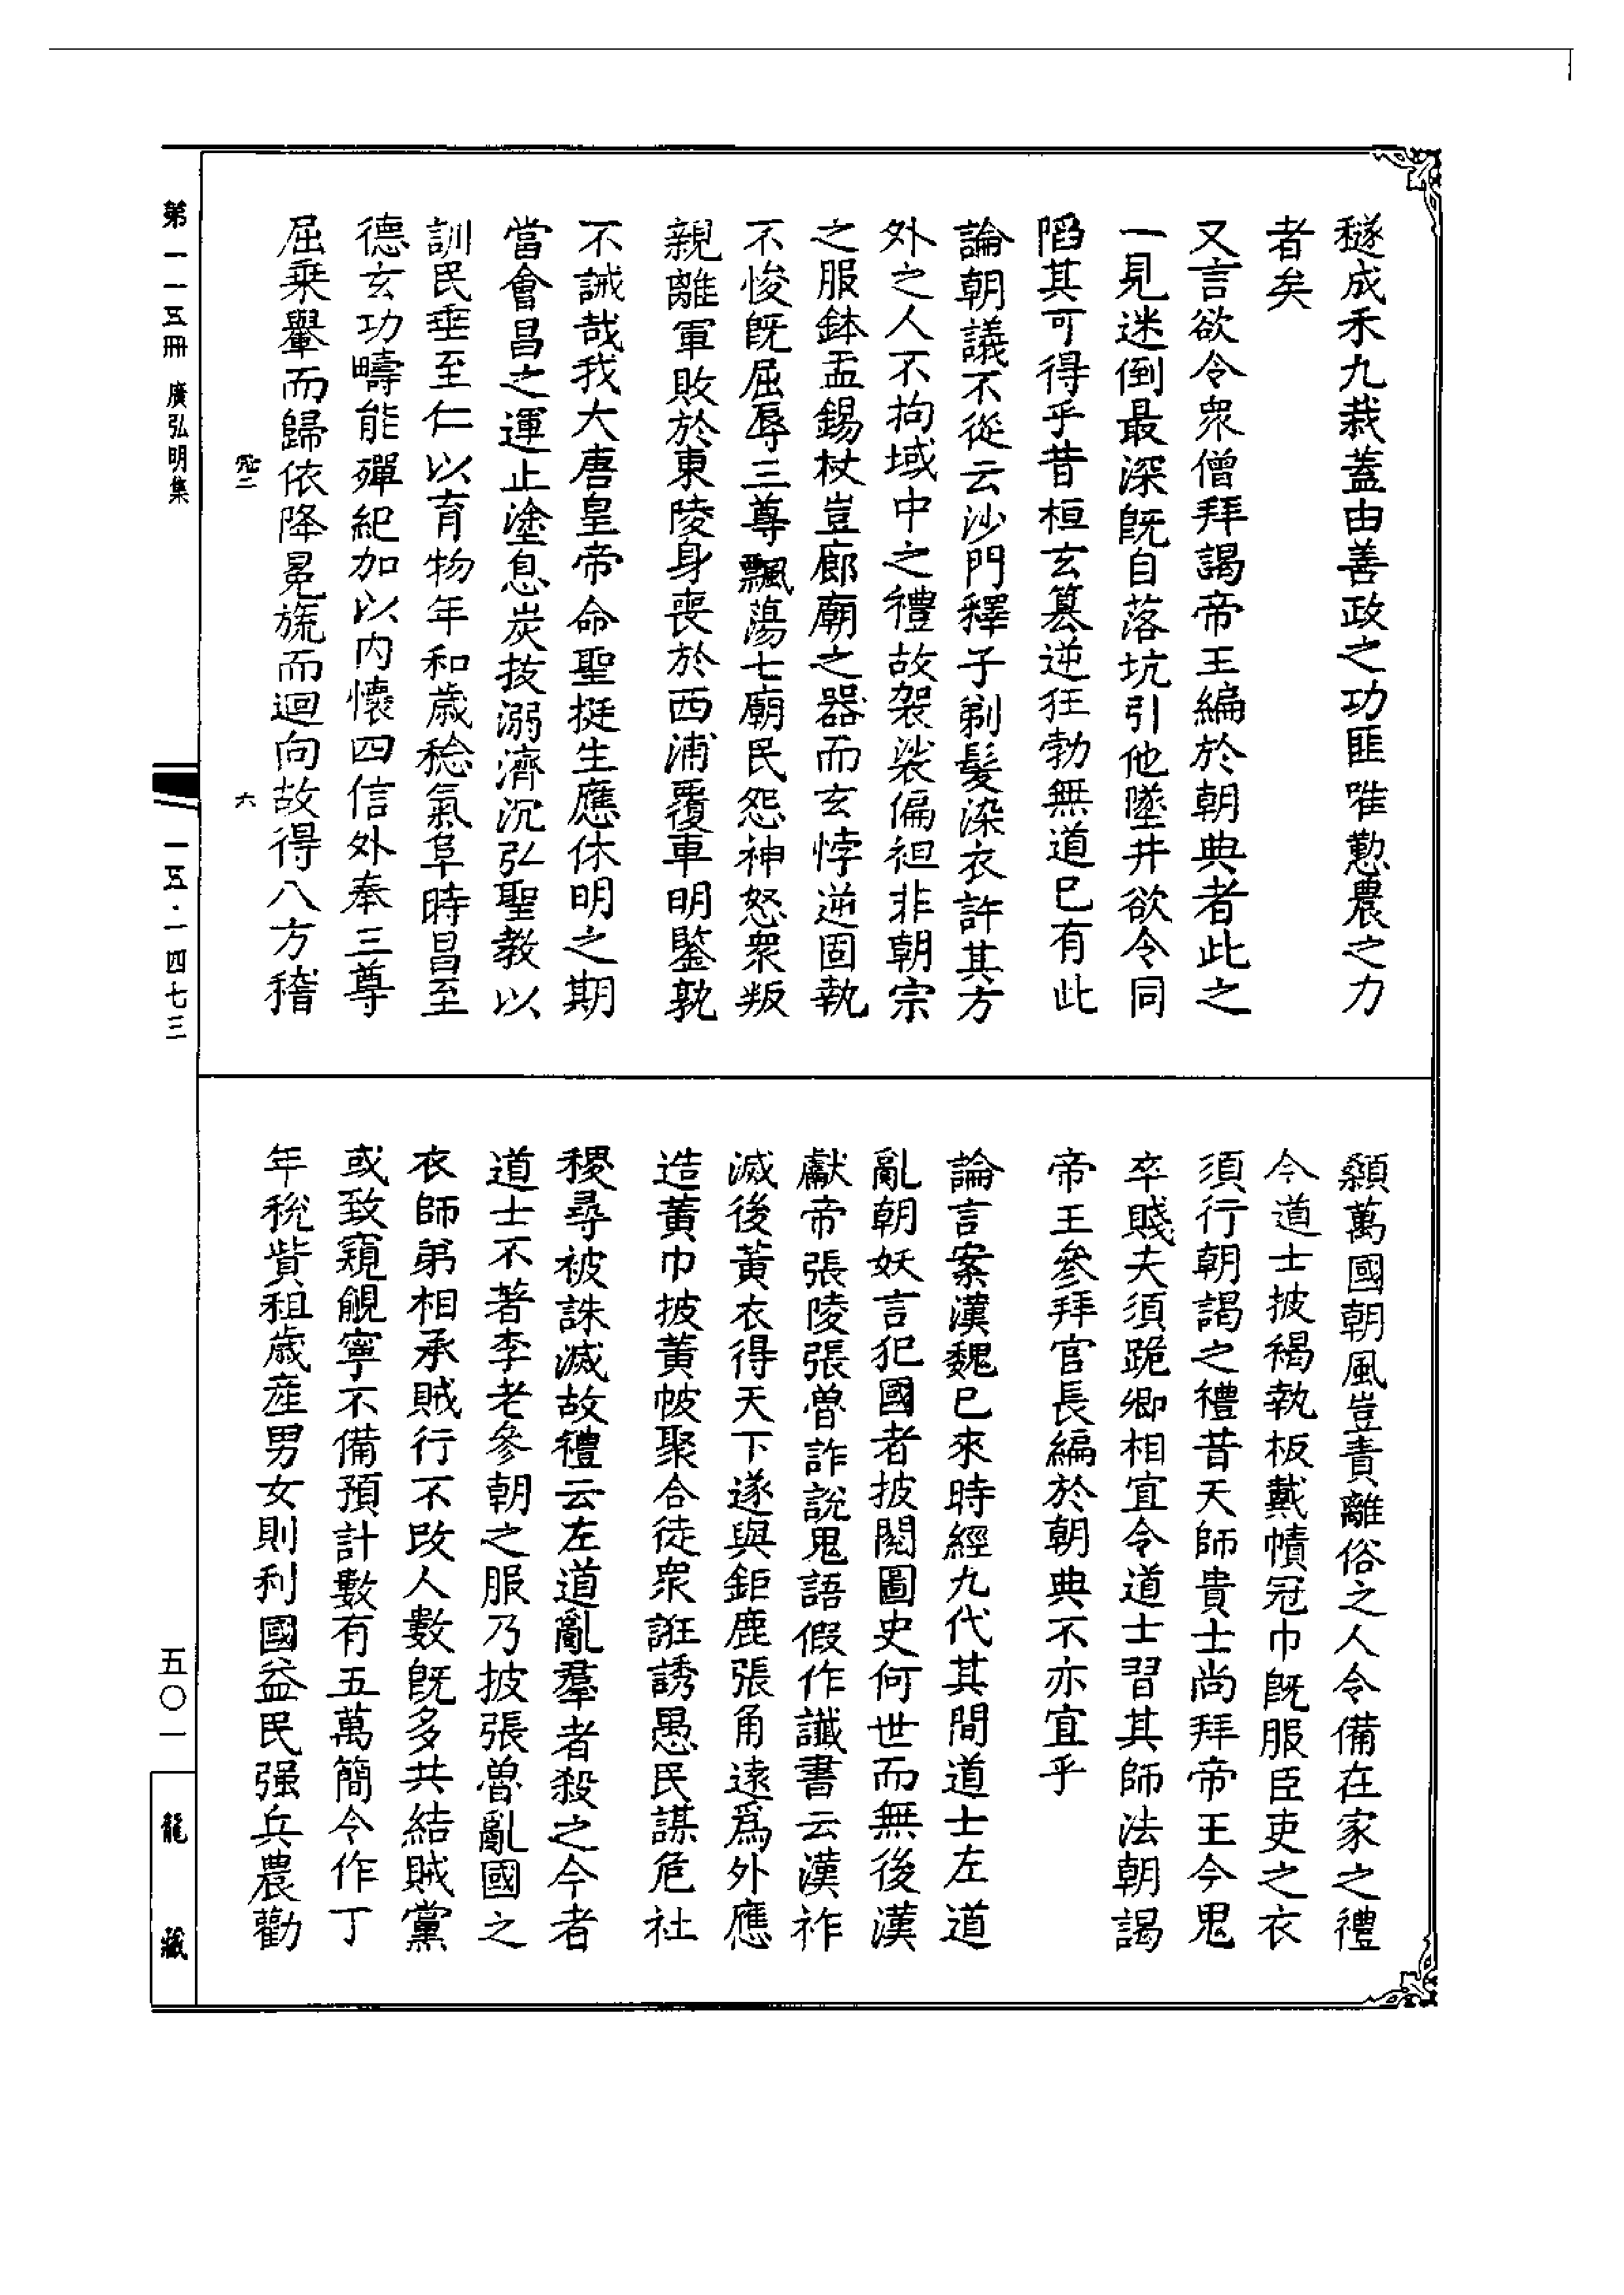 穟成禾九栽蓋由善政之功匪唯懃農之力
者矣
又言欲令衆僧拜謁帝王編於朝典者此之
一見迷倒最深旣自落坑引他墜井欲令同
陷其可得乎昔桓玄篡逆狂勃無道巳有此
論朝議不從云沙門釋子剃髮染衣許其方
外之人不拘域中之禮故袈裟偏袒非朝宗
之服鉢盂錫杖豈廊廟之器而玄悖逆固執
不悛旣屈辱三尊飄蕩七廟民怨神怒衆叛
親離軍敗於東陵身喪於西浦覆車明鑒孰
不誡哉我大唐皇帝命聖挺生應休明之期
當會昌之運止塗息炭拔溺濟沉弘聖教以
訓民垂至仁以育物年和歲稔氣阜時昌至
德玄功疇能殫紀加以内懷四信外奉三尊
屈乗轝而歸依降冕旒而迴向故得八方稽
顙萬國朝風豈責離俗之人令備在家之禮
今道士披褐執板戴幘冠巾旣服臣吏之衣
須行朝謁之禮昔天師貴士尚拜帝王今鬼
卒賤夫須跪卿相宜令道士習其師法朝謁
帝王參拜官長編於朝典不亦宜乎
論言案漢魏已來時經九代其間道士左道
亂朝妖言犯國者披閱圖史何世而無後漢
獻帝張陵張魯詐說鬼語假作讖書云漢祚
滅後黃衣得天下遂與鉅鹿張角遠爲外應
造黃巾披黃帔聚合徒衆誑誘愚民謀危社
稷尋被誅滅故禮云左道亂羣者殺之今者
道士不著李老參朝之服乃披張魯亂國之
衣師弟相承賊行不改人數旣多共結賊黨
或致窺覦寧不備預計數有五萬簡令作丁
年稅貲租歲産男女則利國益民强兵農勸
第一一五冊 廣弘明集
一五·一四七三
五〇一
龍藏
二
六